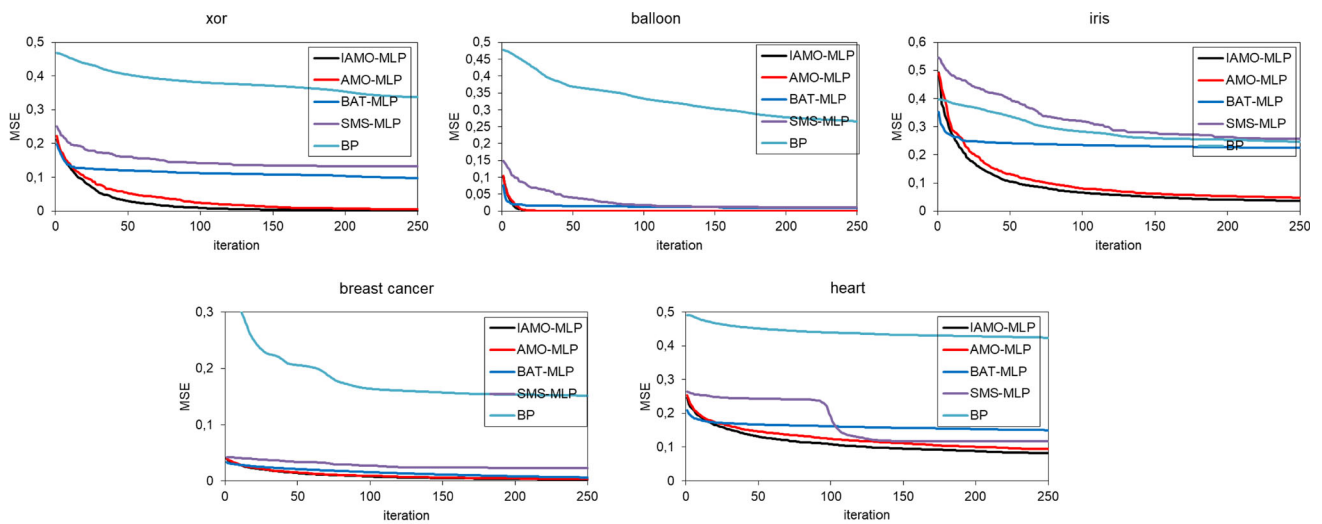 xor
0,5
0,4
0,3
0,2
0,1
0
MSE
0
50
100
150
200
250
iteration
IAMO-MLP
AMO-MLP
BAT-MLP
SMS-MLP
BP
balloon
0,5
0,45
0,4
0,35
0,3
0,25
0,2
0,15
0,1
0,05
0
MSE
0
50
100
150
200
250
iteration
IAMO-MLP
AMO-MLP
BAT-MLP
SMS-MLP
BP
iris
0,6
0,5
0,4
0,3
0,2
0,1
0
MSE
0
50
100
150
200
250
iteration
IAMO-MLP
AMO-MLP
BAT-MLP
SMS-MLP
BP
breast cancer
0,3
0,2
0,1
0
MSE
0
50
100
150
200
250
iteration
IAMO-MLP
AMO-MLP
BAT-MLP
SMS-MLP
BP
heart
0,5
0,4
0,3
0,2
0,1
0
MSE
0
50
100
150
200
250
iteration
IAMO-MLP
AMO-MLP
BAT-MLP
SMS-MLP
BP